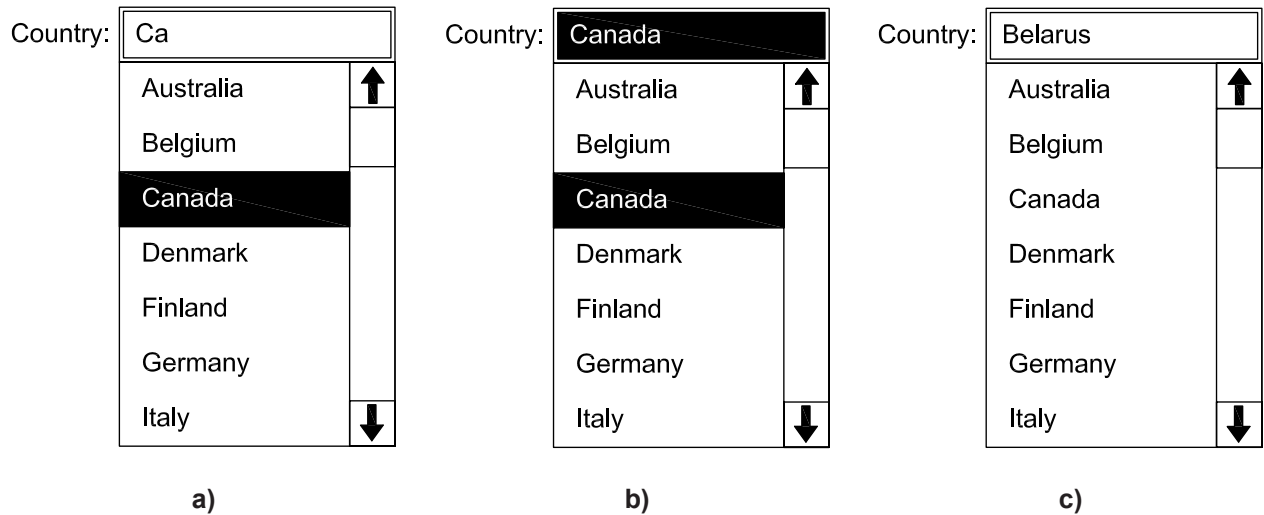 Country: Ca
Australia
Belgium
Canada
Denmark
Finland
Germany
Italy
a)
Country: Canada
Australia
Belgium
Canada
Denmark
Finland
Germany
Italy
b)
Country: Belarus
Australia
Belgium
Canada
Denmark
Finland
Germany
Italy
c)